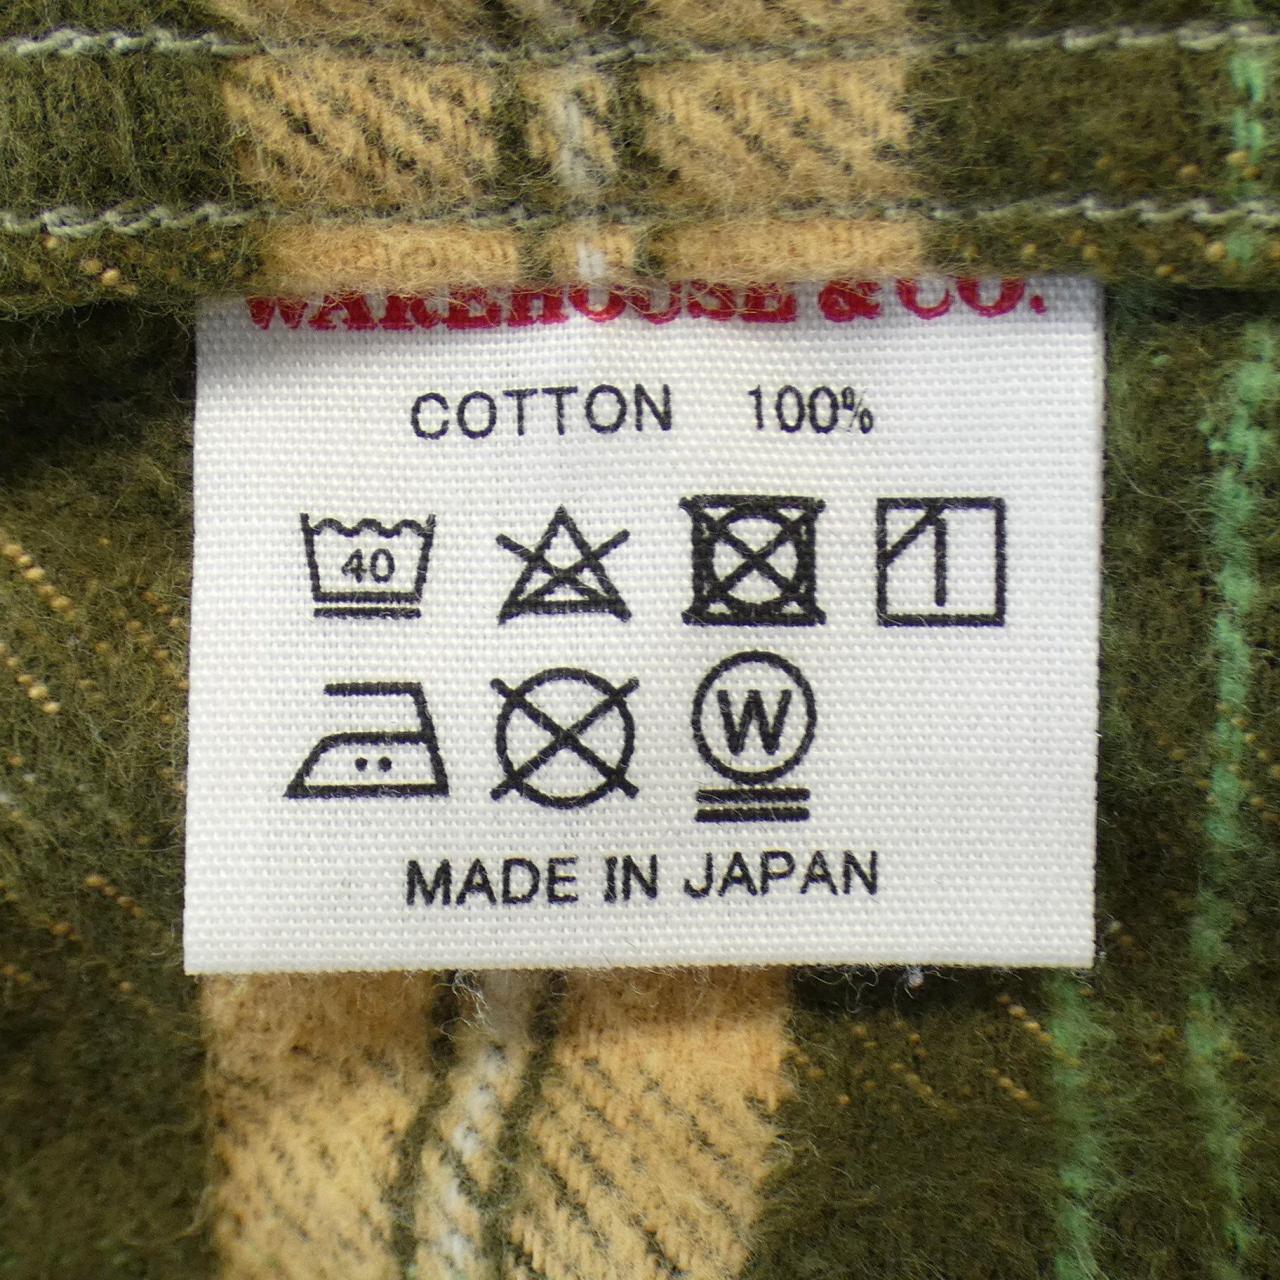 WAREHOUSE & CO.
COTTON 100%
40
W
MADE IN JAPAN